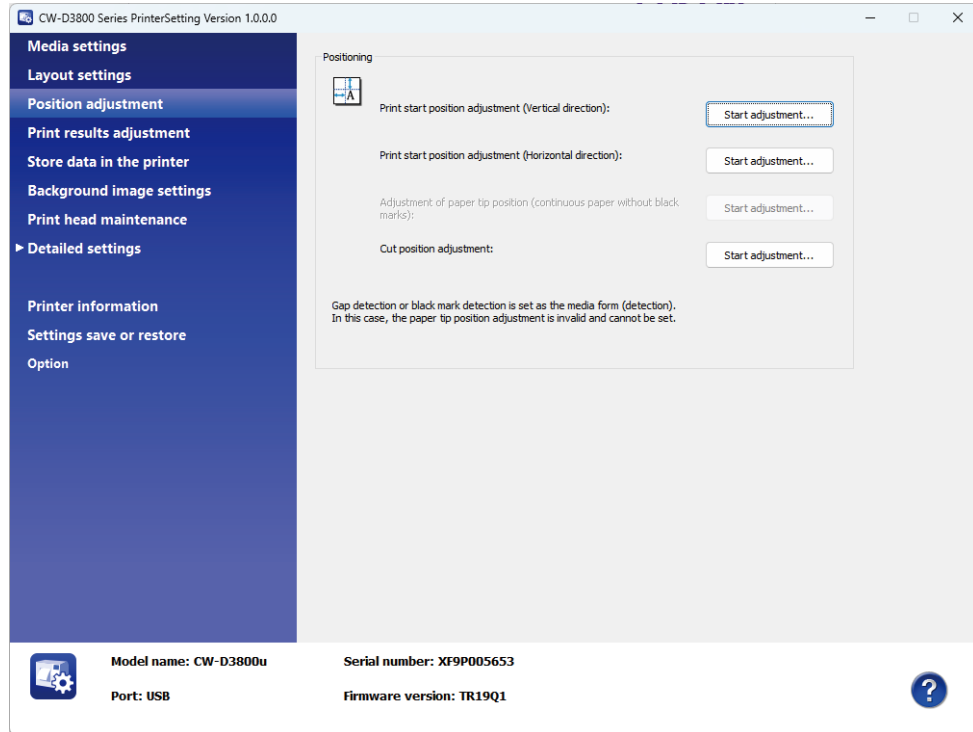 CW-D3800 Series PrinterSetting Version 1.0.0.0
Media settings
Layout settings
Position adjustment
Print results adjustment
Store data in the printer
Background image settings
Print head maintenance
Detailed settings
Printer information
Settings save or restore
Option
Positioning
A
Print start position adjustment (Vertical direction):
Start adjustment...
Print start position adjustment (Horizontal direction):
Start adjustment...
Adjustment of paper tip position (continuous paper without black
marks):
Start adjustment...
Cut position adjustment:
Start adjustment...
Gap detection or black mark detection is set as the media form (detection).
In this case, the paper tip position adjustment is invalid and cannot be set.
Model name: CW-D3800u
Serial number: XF9P005653
Port: USB
Firmware version: TR19Q1
?